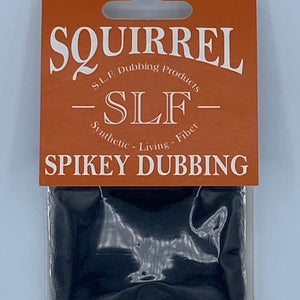 SQUIRREL
S.L.F. Dubbing Products
- SLF -
Synthetic - Living - Fiber
SPIKEY DUBBING